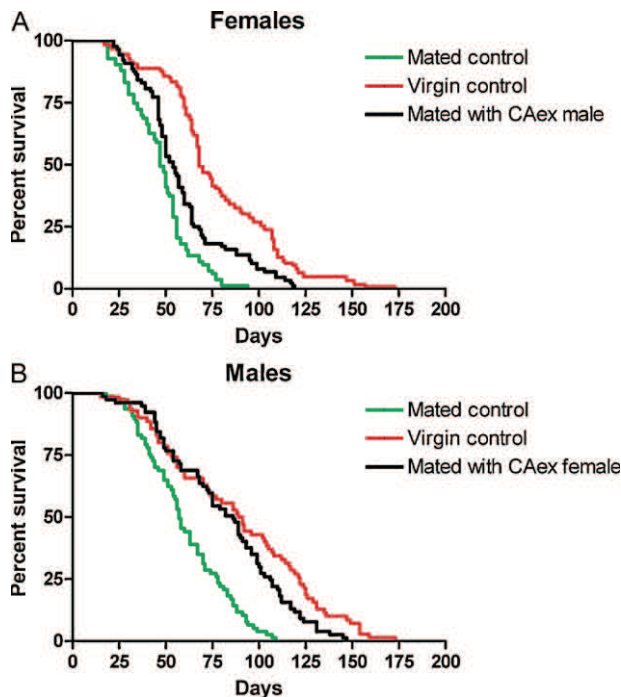 A
Females
Mated control
Virgin control
Mated with CAex male
Percent survival
100
75
50
25
0
0 25 50 75 100 125 150 175 200
Days
B
Males
Mated control
Virgin control
Mated with CAex female
Percent survival
100
75
50
25
0
0 25 50 75 100 125 150 175 200
Days